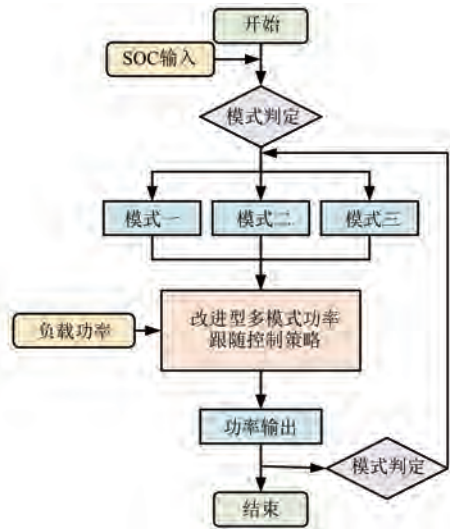 开始
SOC输入
模式判定
模式一
模式二
模式三
负载功率
改进型多模式功率
跟随控制策略
功率输出
模式判定
结束